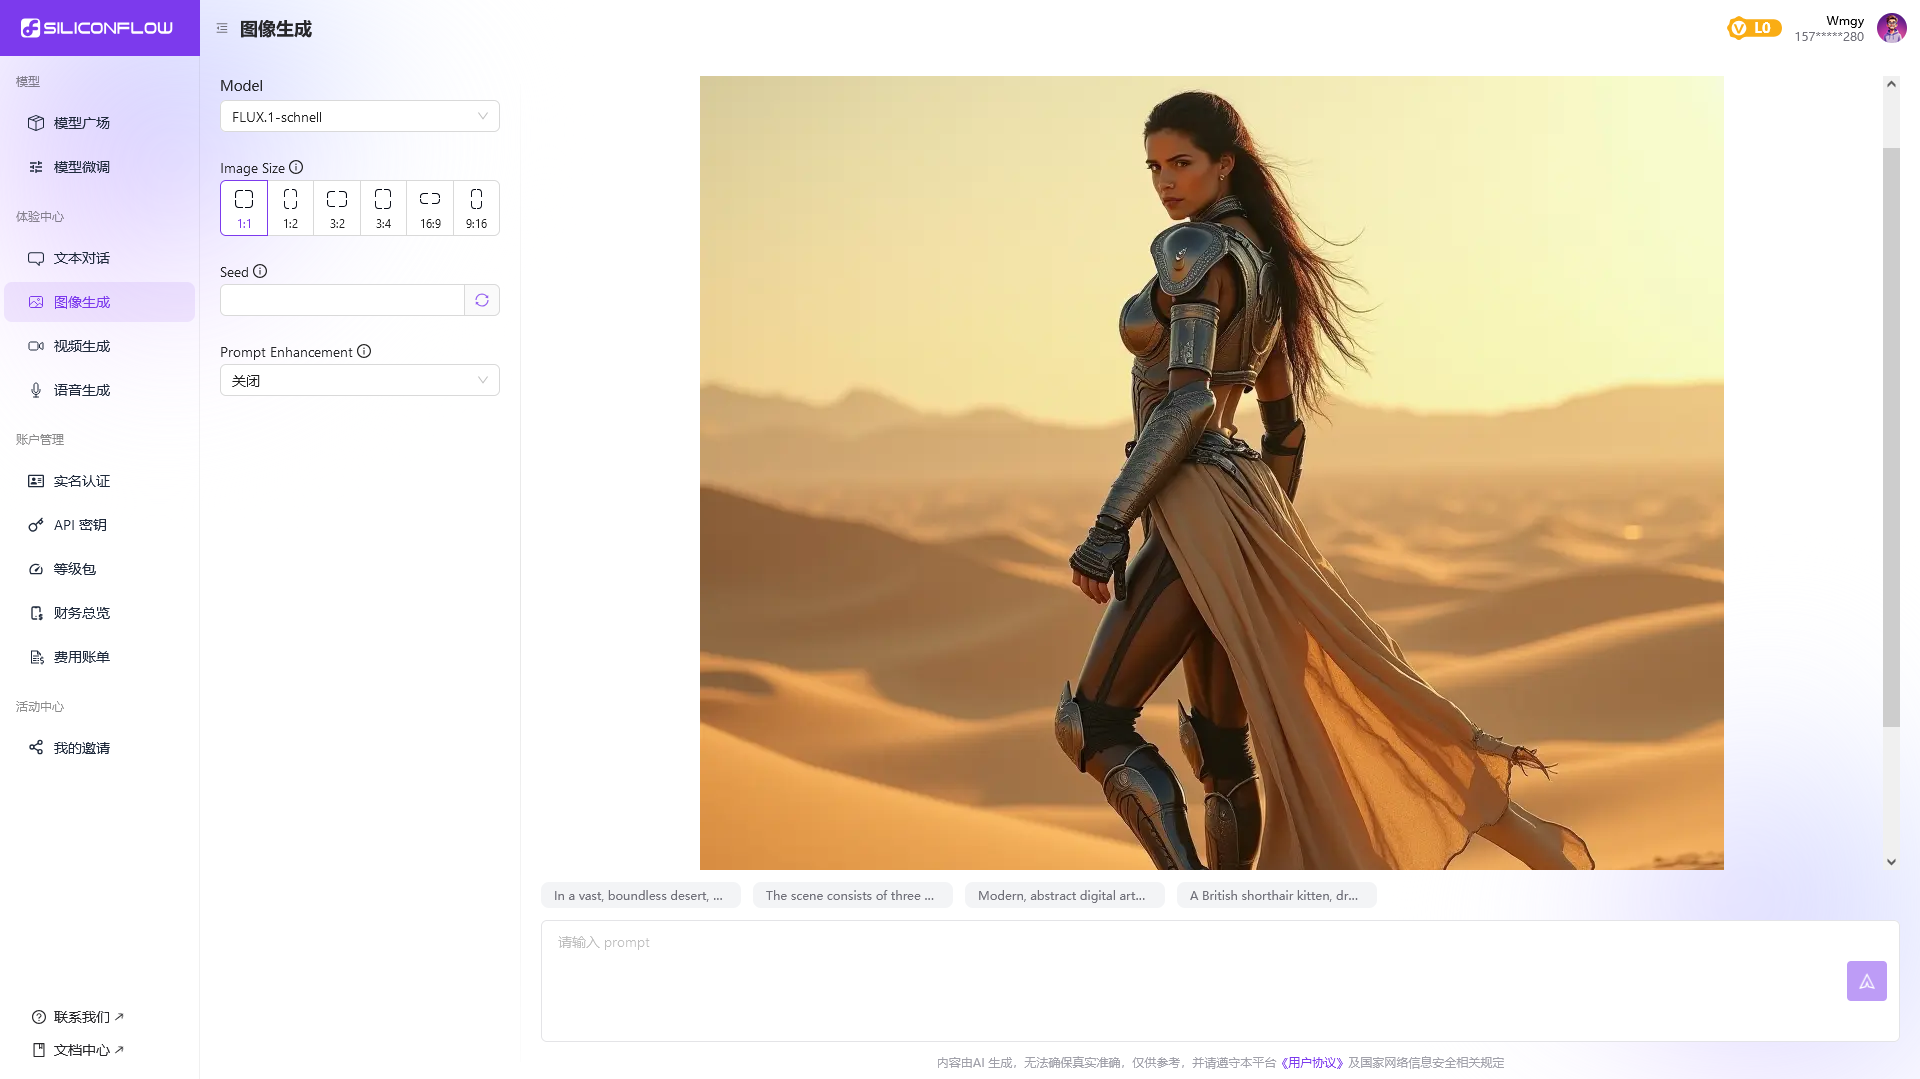 SILICONFLOW
图像生成
L0
Wmgy
157*****280
模型
模型广场
模型微调
体验中心
文本对话
图像生成
视频生成
语音生成
账户管理
实名认证
API 密钥
等级包
财务总览
费用账单
活动中心
我的邀请
联系我们
文档中心
Model
FLUX.1-schnell
Image Size
1:1 1:2 3:2 3:4 16:9 9:16
Seed
Prompt Enhancement
关闭
In a vast, boundless desert, ... The scene consists of three ... Modern, abstract digital art... A British shorthair kitten, dr...
请输入 prompt
内容由AI 生成，无法确保真实准确，仅供参考，并请遵守本平台《用户协议》及国家网络信息安全相关规定